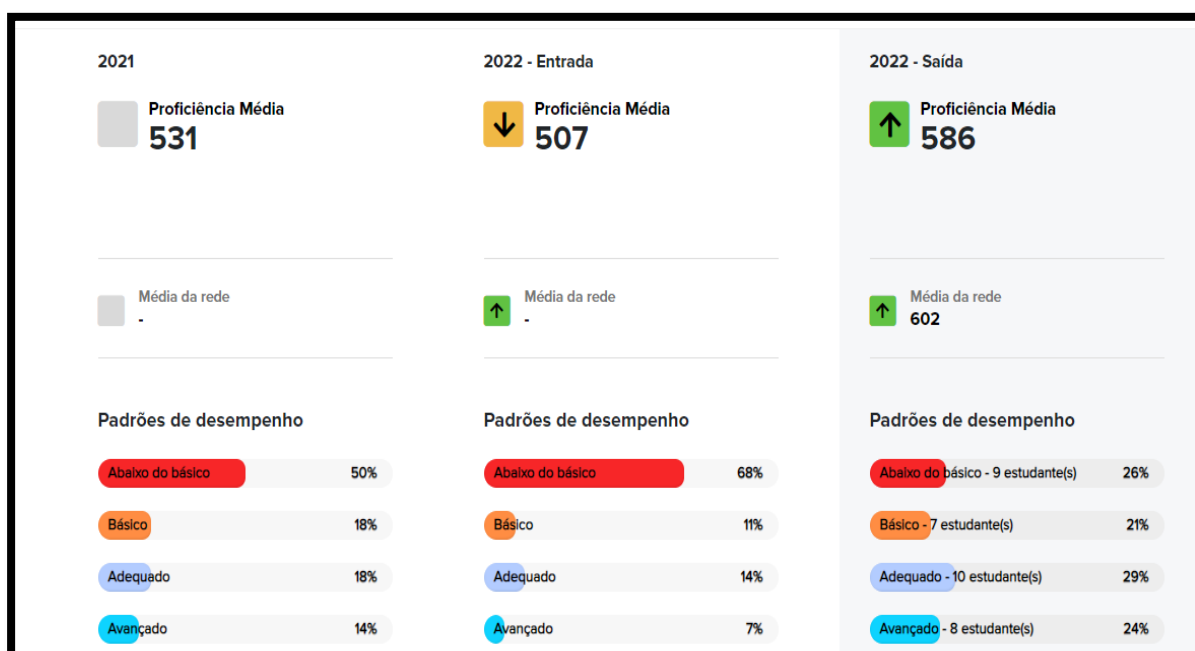 2021
Proficiência Média
531
Média da rede
-
Padrões de desempenho
Abaixo do básico 50%
Básico 18%
Adequado 18%
Avançado 14%
2022 - Entrada
Proficiência Média
507
Média da rede
-
Padrões de desempenho
Abaixo do básico 68%
Básico 11%
Adequado 14%
Avançado 7%
2022 - Saída
Proficiência Média
586
Média da rede
602
Padrões de desempenho
Abaixo do básico - 9 estudante(s) 26%
Básico - 7 estudante(s) 21%
Adequado - 10 estudante(s) 29%
Avançado - 8 estudante(s) 24%